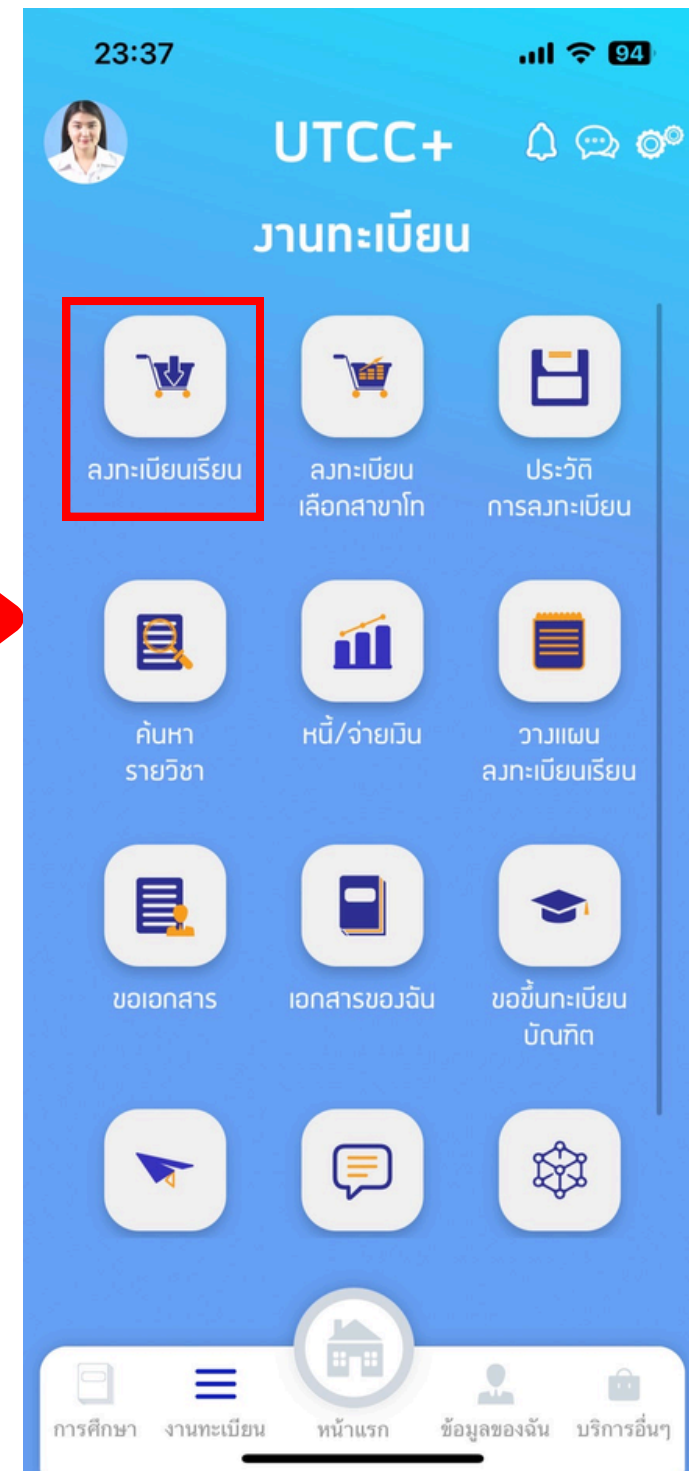 23:37
94
UTCC+
งานทะเบียน
ลงทะเบียนเรียน
ลงทะเบียน
เลือกสาขาโท
ประวัติ
การลงทะเบียน
ค้นหา
รายวิชา
หนี้/จ่ายเงิน
วางแผน
ลงทะเบียนเรียน
ขอเอกสาร
เอกสารของฉัน
ขอขึ้นทะเบียน
บัณฑิต
การศึกษา
งานทะเบียน
หน้าแรก
ข้อมูลของฉัน
บริการอื่นๆ